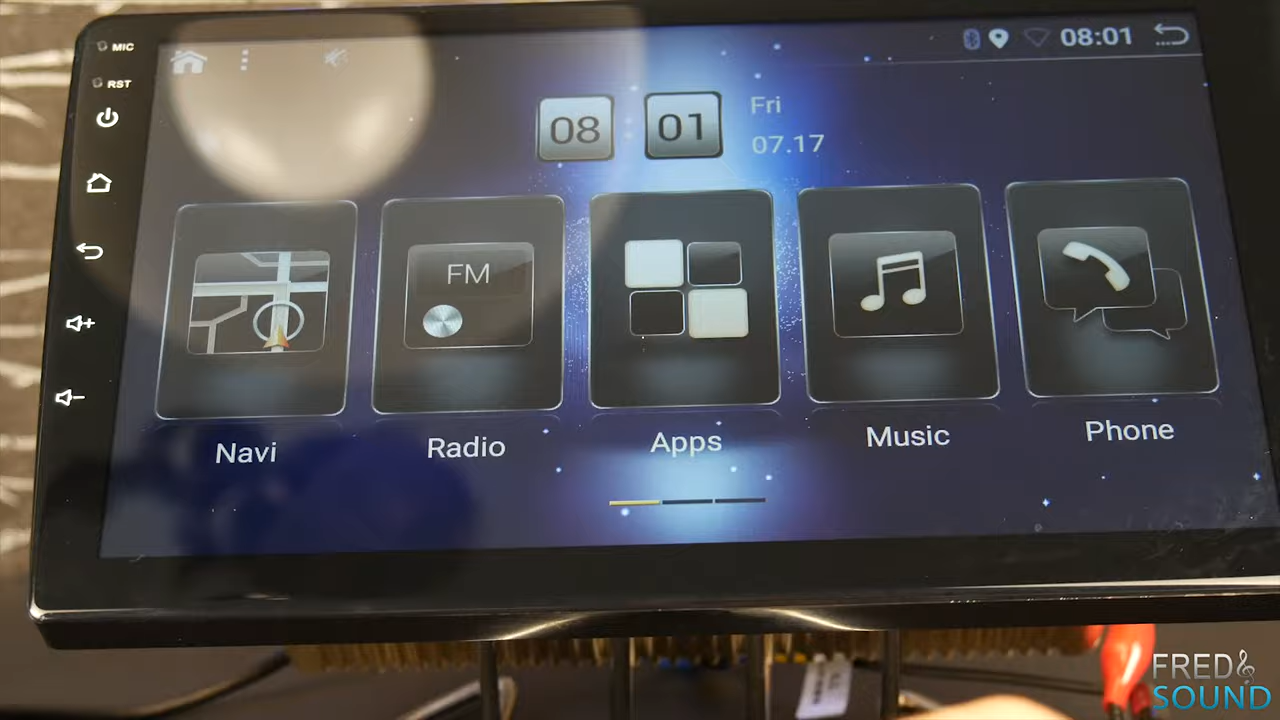 MIC
RST
08:01
08 01
Fri
07.17
FM
Navi
Radio
Apps
Music
Phone
FRED
SOUND